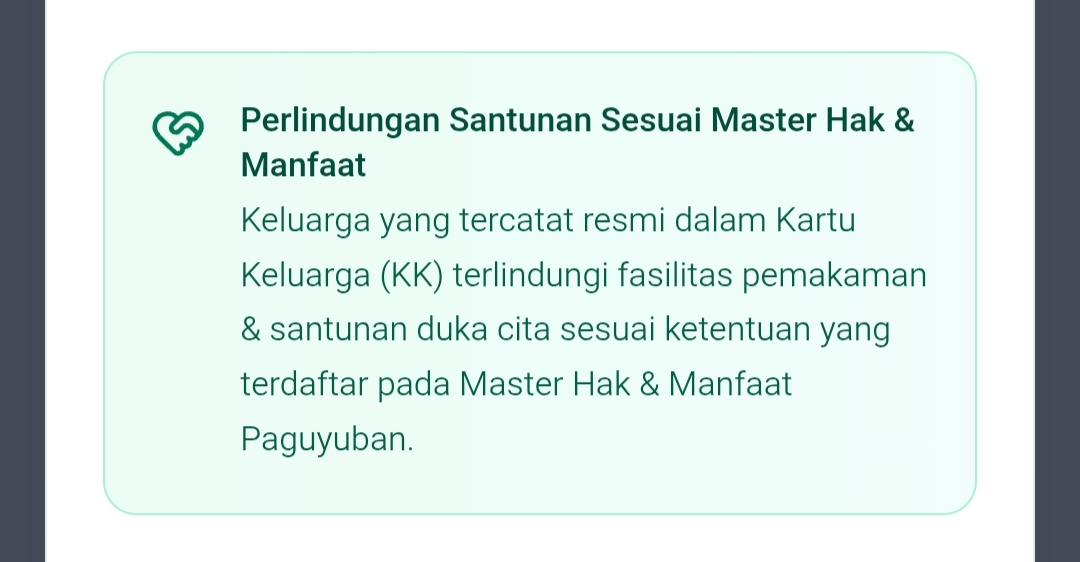 Perlindungan Santunan Sesuai Master Hak &
Manfaat
Keluarga yang tercatat resmi dalam Kartu
Keluarga (KK) terlindungi fasilitas pemakaman
& santunan duka cita sesuai ketentuan yang
terdaftar pada Master Hak & Manfaat
Paguyuban.